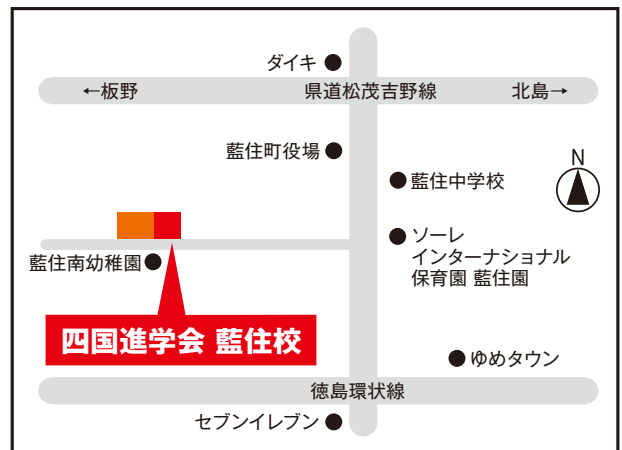 ダイキ
←板野
県道松茂吉野線
北島→
藍住町役場
藍住中学校
N
ソーレ
インターナショナル
保育園 藍住園
藍住南幼稚園
四国進学会 藍住校
ゆめタウン
徳島環状線
セブンイレブン